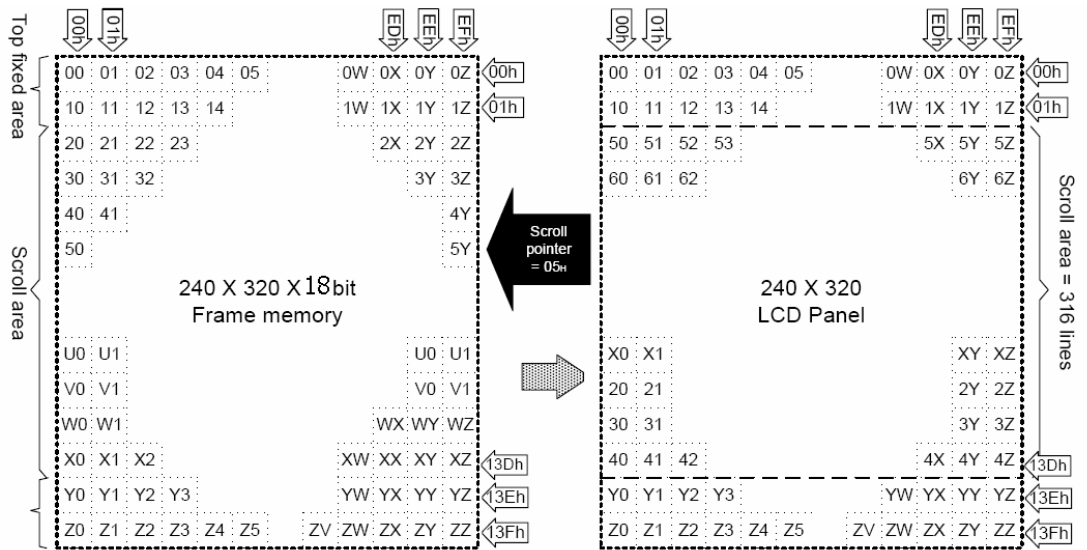 00h 01h EDh EEh EFh 00h 01h EDh EEh EFh
Top fixed area
00 01 02 03 04 05 0W 0X 0Y 0Z 00h 00 01 02 03 04 05 0W 0X 0Y 0Z 00h
10 11 12 13 14 1W 1X 1Y 1Z 01h 10 11 12 13 14 1W 1X 1Y 1Z 01h
20 21 22 23 2X 2Y 2Z 50 51 52 53 5X 5Y 5Z
30 31 32 3Y 3Z 60 61 62 6Y 6Z
40 41 4Y
50 5Y
Scroll
pointer
= 05H
Scroll area
240 X 320 X 18bit
Frame memory
240 X 320
LCD Panel
Scroll area = 316 lines
U0 U1 U0 U1 X0 X1 XY XZ
V0 V1 V0 V1 20 21 2Y 2Z
W0 W1 WX WY WZ 30 31 3Y 3Z
X0 X1 X2 XW XX XY XZ 13Dh 40 41 42 4X 4Y 4Z 13Dh
Y0 Y1 Y2 Y3 YW YX YY YZ 13Eh Y0 Y1 Y2 Y3 YW YX YY YZ 13Eh
Z0 Z1 Z2 Z3 Z4 Z5 ZV ZW ZX ZY ZZ 13Fh Z0 Z1 Z2 Z3 Z4 Z5 ZV ZW ZX ZY ZZ 13Fh